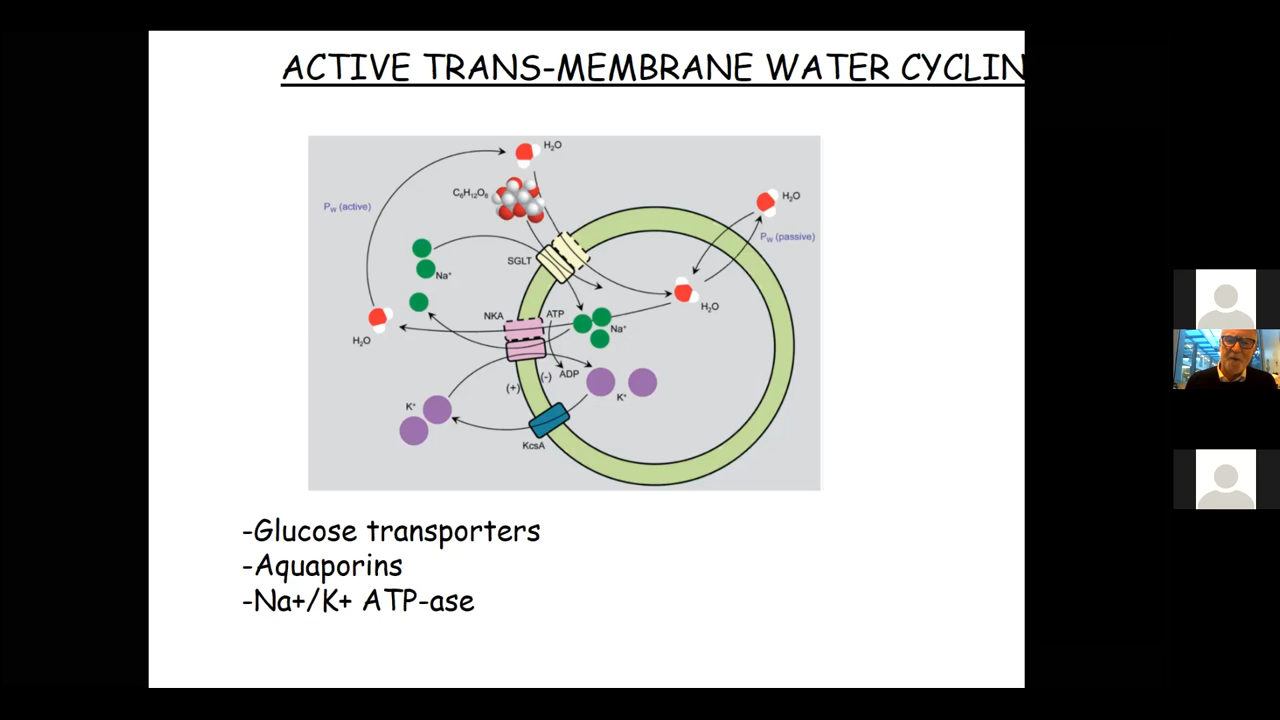 ACTIVE TRANS-MEMBRANE WATER CYCLIN
H₂O
C₆H₁₂O₆
H₂O
P_W (active)
P_W (passive)
SGLT
Na⁺
H₂O
NKA
ATP
Na⁺
H₂O
ADP
(-)
(+)
K⁺
K⁺
KcsA
-Glucose transporters
-Aquaporins
-Na+/K+ ATP-ase